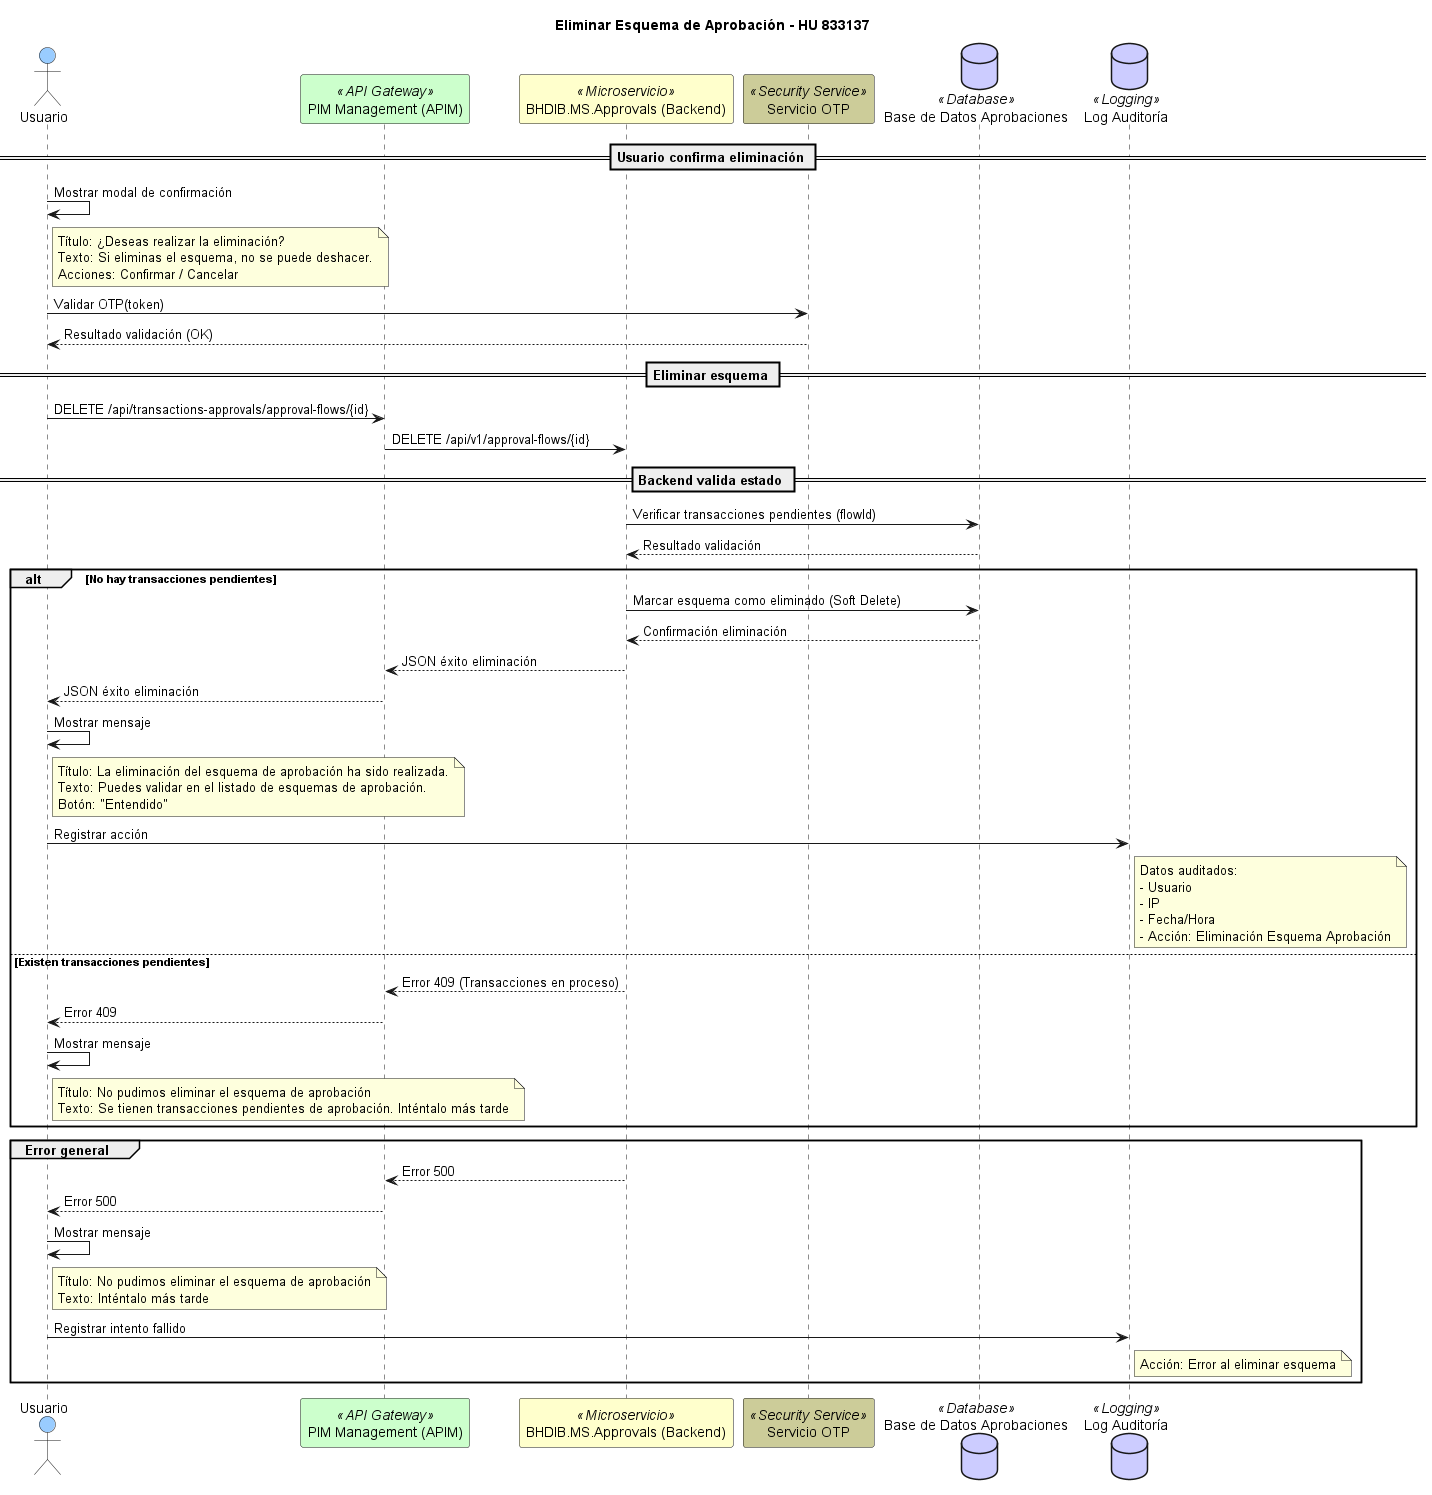 Eliminar Esquema de Aprobación - HU 833137
Usuario
«API Gateway»
PIM Management (APIM)
«Microservicio»
BHDIB.MS.Approvals (Backend)
«Security Service»
Servicio OTP
«Database»
Base de Datos Aprobaciones
«Logging»
Log Auditoría
Usuario confirma eliminación
Mostrar modal de confirmación
Título: ¿Deseas realizar la eliminación?
Texto: Si eliminas el esquema, no se puede deshacer.
Acciones: Confirmar / Cancelar
Validar OTP(token)
Resultado validación (OK)
Eliminar esquema
DELETE /api/transactions-approvals/approval-flows/{id}
DELETE /api/v1/approval-flows/{id}
Backend valida estado
Verificar transacciones pendientes (flowId)
Resultado validación
alt [No hay transacciones pendientes]
Marcar esquema como eliminado (Soft Delete)
Confirmación eliminación
JSON éxito eliminación
JSON éxito eliminación
Mostrar mensaje
Título: La eliminación del esquema de aprobación ha sido realizada.
Texto: Puedes validar en el listado de esquemas de aprobación.
Botón: "Entendido"
Registrar acción
Datos auditados:
- Usuario
- IP
- Fecha/Hora
- Acción: Eliminación Esquema Aprobación
[Existen transacciones pendientes]
Error 409 (Transacciones en proceso)
Error 409
Mostrar mensaje
Título: No pudimos eliminar el esquema de aprobación
Texto: Se tienen transacciones pendientes de aprobación. Inténtalo más tarde
Error general
Error 500
Error 500
Mostrar mensaje
Título: No pudimos eliminar el esquema de aprobación
Texto: Inténtalo más tarde
Registrar intento fallido
Acción: Error al eliminar esquema
Usuario
«API Gateway»
PIM Management (APIM)
«Microservicio»
BHDIB.MS.Approvals (Backend)
«Security Service»
Servicio OTP
«Database»
Base de Datos Aprobaciones
«Logging»
Log Auditoría